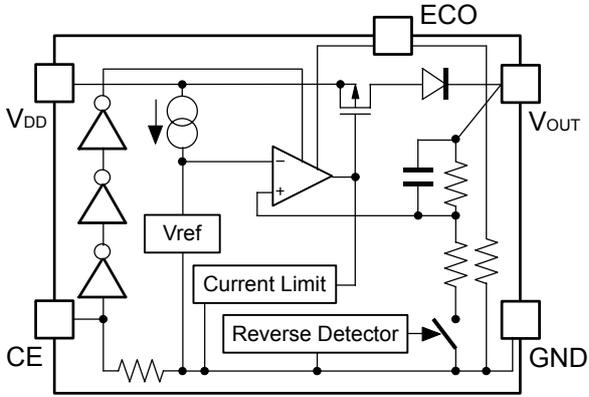 ECO
VDD
VOUT
−
+
Vref
Current Limit
Reverse Detector
CE
GND